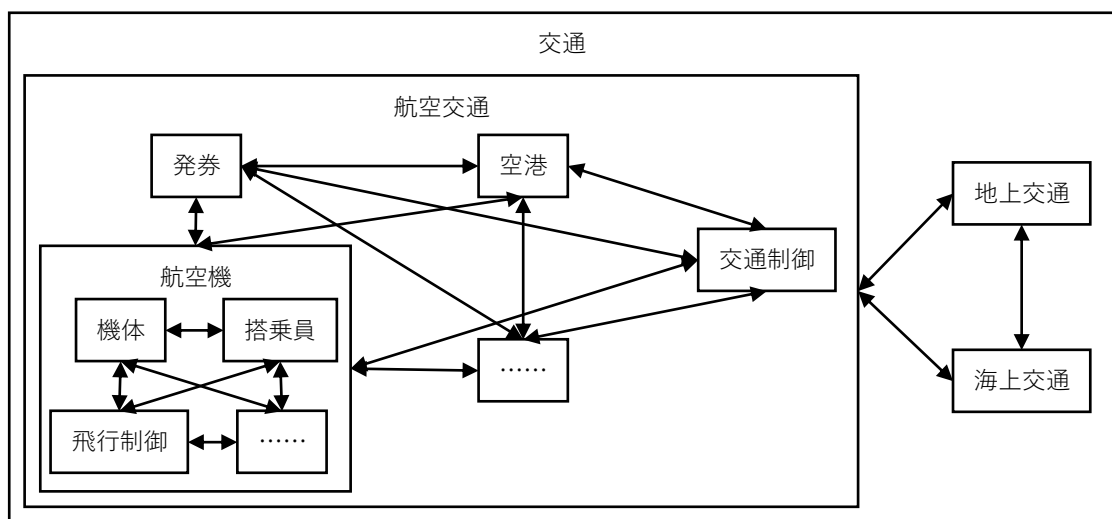 交通
航空交通
発券
空港
地上交通
交通制御
航空機
機体
搭乗員
……
海上交通
飛行制御
……